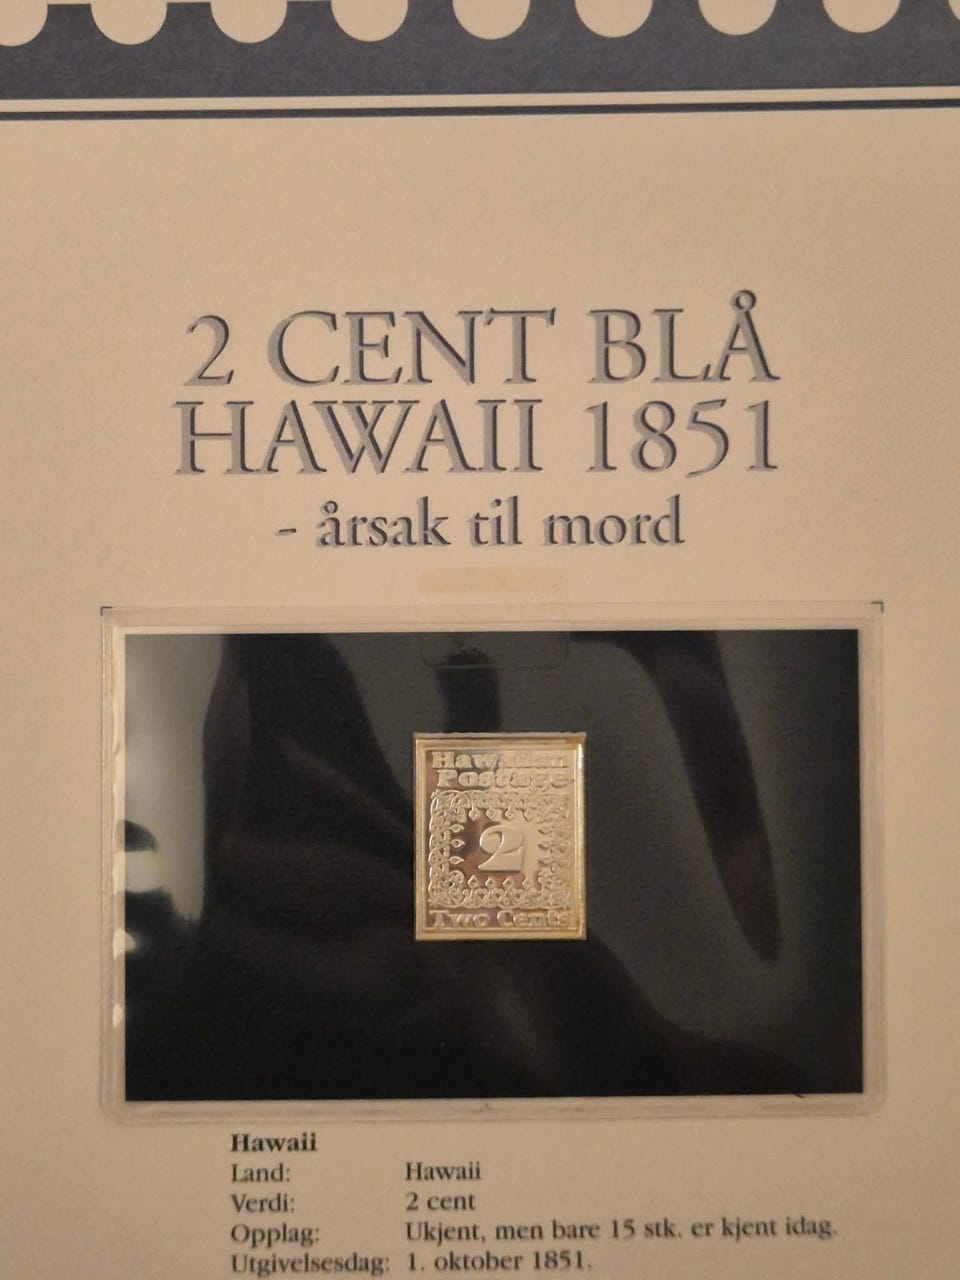 2 CENT BLÅ
HAWAII 1851
- årsak til mord
Hawaiian
Postage
2
Two Cents
Hawaii
Land: Hawaii
Verdi: 2 cent
Opplag: Ukjent, men bare 15 stk. er kjent idag.
Utgivelsesdag: 1. oktober 1851.